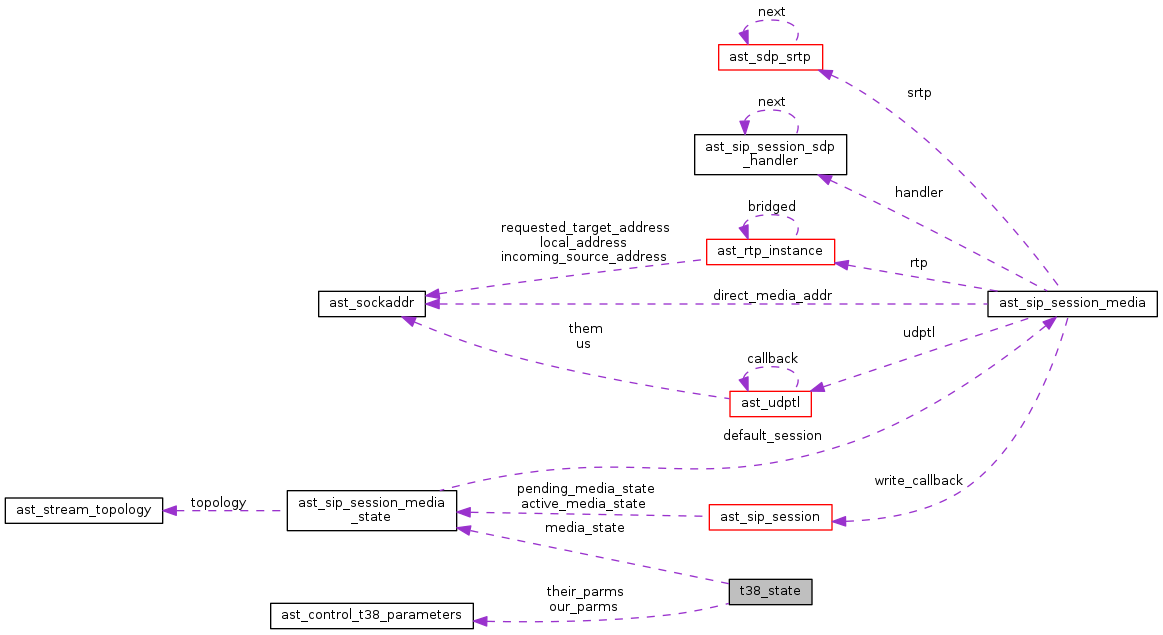 next
ast_sdp_srtp
srtp
next
ast_sip_session_sdp
_handler
handler
bridged
requested_target_address
local_address
incoming_source_address
ast_rtp_instance
rtp
direct_media_addr
ast_sockaddr
ast_sip_session_media
them
us
udptl
callback
ast_udptl
default_session
write_callback
pending_media_state
active_media_state
topology
ast_sip_session_media
_state
ast_stream_topology
ast_sip_session
media_state
t38_state
their_parms
our_parms
ast_control_t38_parameters